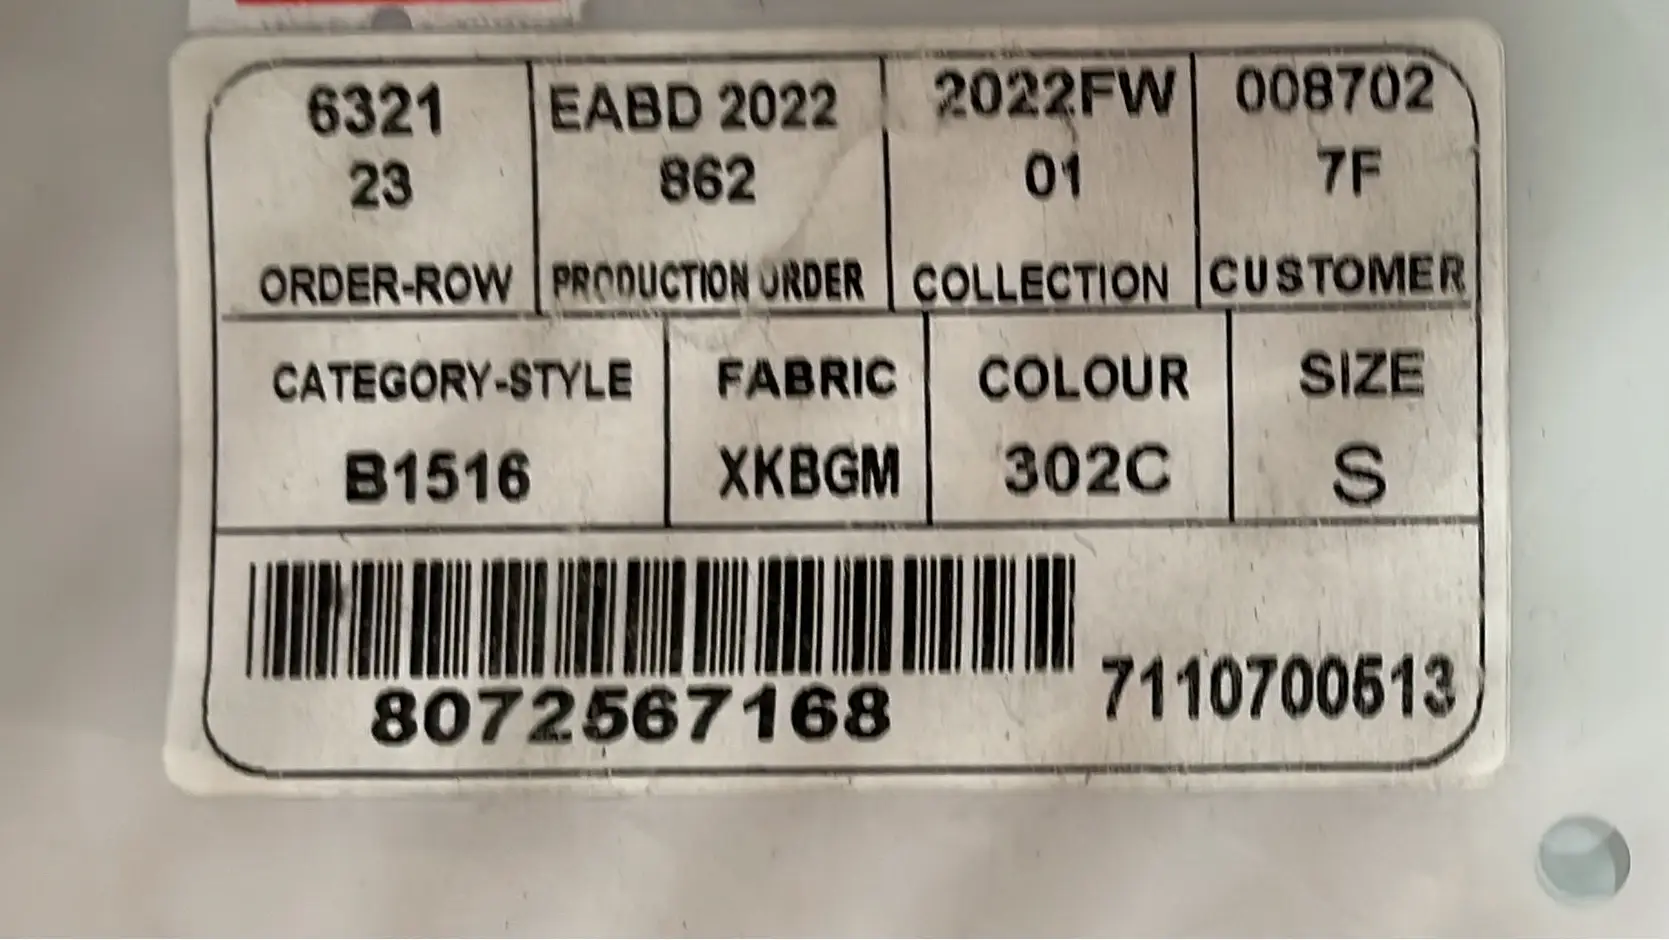 6321 EABD 2022 2022FW 008702
23 862 01 7F
ORDER-ROW PRODUCTION ORDER COLLECTION CUSTOMER
CATEGORY-STYLE FABRIC COLOUR SIZE
B1516 XKBGM 302C S
8072567168 7110700513